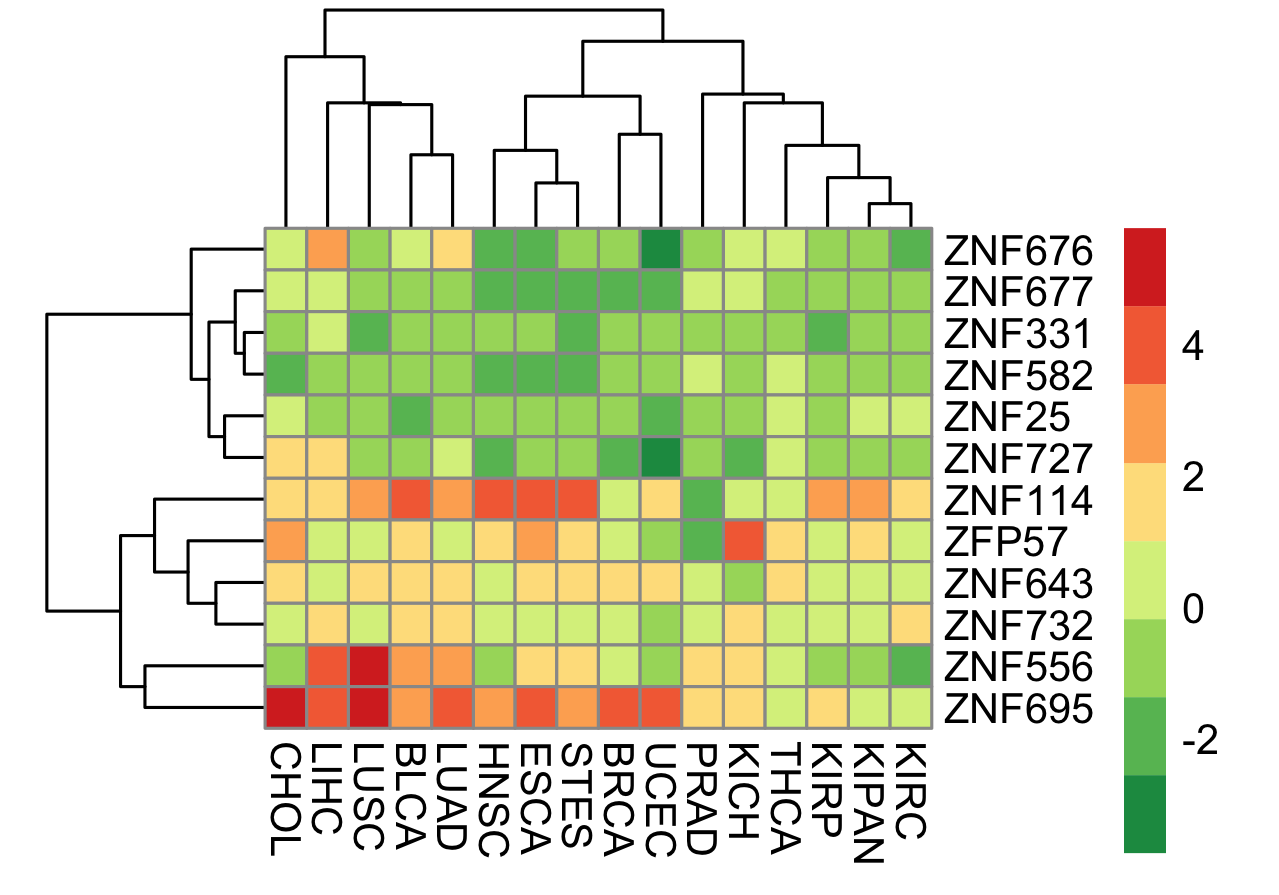 ZNF676
ZNF677
ZNF331
ZNF582
ZNF25
ZNF727
ZNF114
ZFP57
ZNF643
ZNF732
ZNF556
ZNF695
4
2
0
-2
CHOL
LIHC
LUSC
BLCA
LUAD
HNSC
ESCA
STES
BRCA
UCEC
PRAD
KICH
THCA
KIRP
KIPAN
KIRC